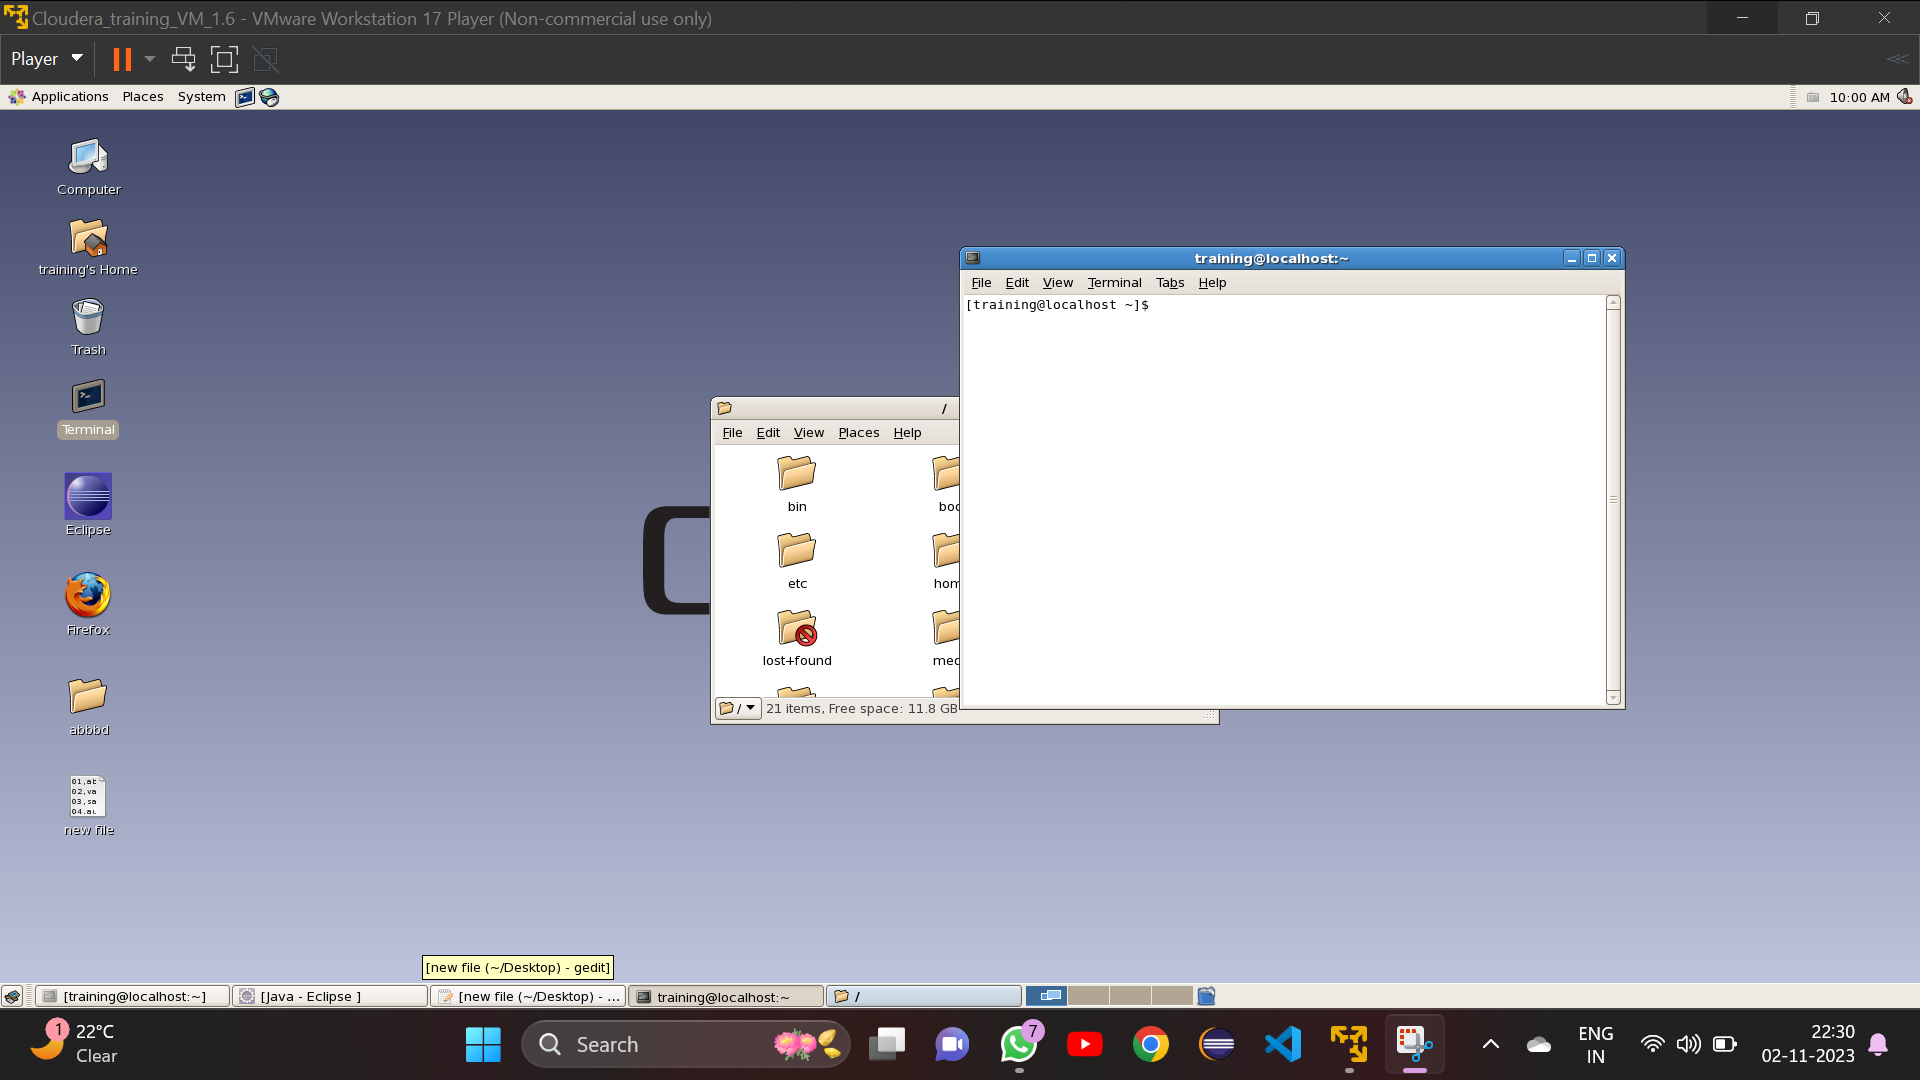 Cloudera_training_VM_1.6 - VMware Workstation 17 Player (Non-commercial use only)
Player
Applications Places System
10:00 AM
Computer
training's Home
Trash
Terminal
Eclipse
Firefox
abbbd
01,ab
02,va
03,sa
new file
training@localhost:~
File Edit View Terminal Tabs Help
[training@localhost ~]$
/
File Edit View Places Help
bin
boo
etc
hom
lost+found
med
/ 21 items, Free space: 11.8 GB
[new file (~/Desktop) - gedit]
[training@localhost:~] [Java - Eclipse ] [new file (~/Desktop) - ... training@localhost:~ /
1
22°C
Clear
Search
7
ENG
IN
22:30
02-11-2023